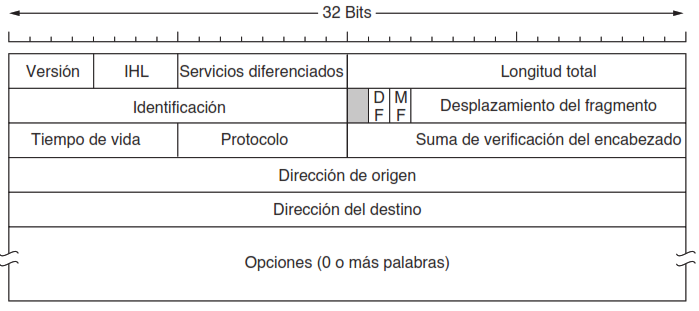 32 Bits
Versión IHL Servicios diferenciados Longitud total
Identificación D F M F Desplazamiento del fragmento
Tiempo de vida Protocolo Suma de verificación del encabezado
Dirección de origen
Dirección del destino
Opciones (0 o más palabras)